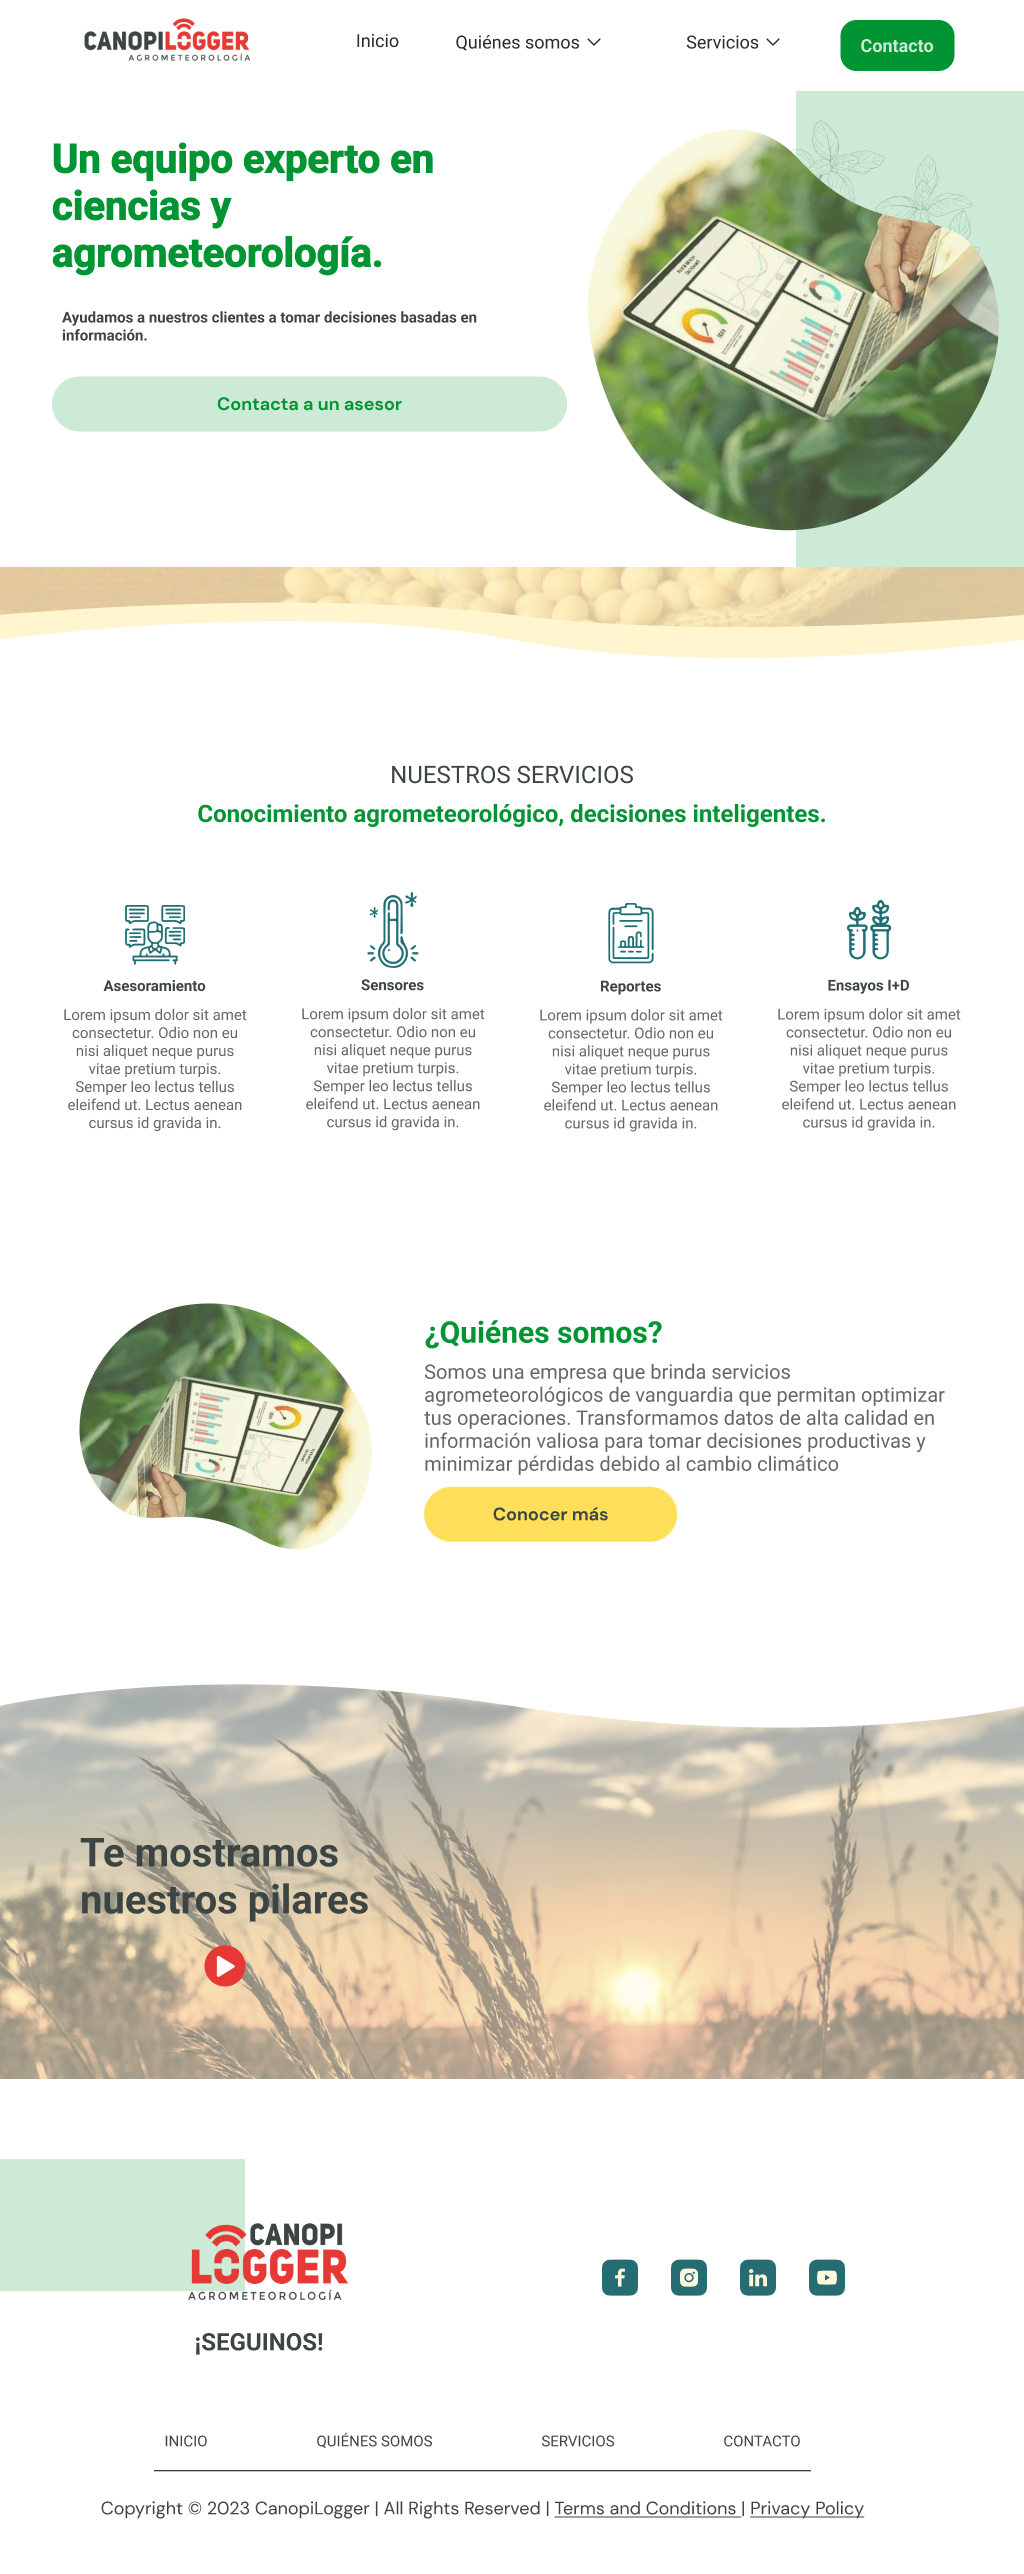 CANOPILOGGER
AGROMETEOROLOGÍA
Inicio
Quiénes somos
Servicios
Contacto
Un equipo experto en
ciencias y
agrometeorología.
Ayudamos a nuestros clientes a tomar decisiones basadas en
información.
Contacta a un asesor
NUESTROS SERVICIOS
Conocimiento agrometeorológico, decisiones inteligentes.
Asesoramiento
Lorem ipsum dolor sit amet
consectetur. Odio non eu
nisi aliquet neque purus
vitae pretium turpis.
Semper leo lectus tellus
eleifend ut. Lectus aenean
cursus id gravida in.
Sensores
Lorem ipsum dolor sit amet
consectetur. Odio non eu
nisi aliquet neque purus
vitae pretium turpis.
Semper leo lectus tellus
eleifend ut. Lectus aenean
cursus id gravida in.
Reportes
Lorem ipsum dolor sit amet
consectetur. Odio non eu
nisi aliquet neque purus
vitae pretium turpis.
Semper leo lectus tellus
eleifend ut. Lectus aenean
cursus id gravida in.
Ensayos I+D
Lorem ipsum dolor sit amet
consectetur. Odio non eu
nisi aliquet neque purus
vitae pretium turpis.
Semper leo lectus tellus
eleifend ut. Lectus aenean
cursus id gravida in.
¿Quiénes somos?
Somos una empresa que brinda servicios
agrometeorológicos de vanguardia que permitan optimizar
tus operaciones. Transformamos datos de alta calidad en
información valiosa para tomar decisiones productivas y
minimizar pérdidas debido al cambio climático
Conocer más
Te mostramos
nuestros pilares
CANOPI
LOGGER
AGROMETEOROLOGÍA
¡SEGUINOS!
INICIO
QUIÉNES SOMOS
SERVICIOS
CONTACTO
Copyright © 2023 CanopiLogger | All Rights Reserved | Terms and Conditions | Privacy Policy